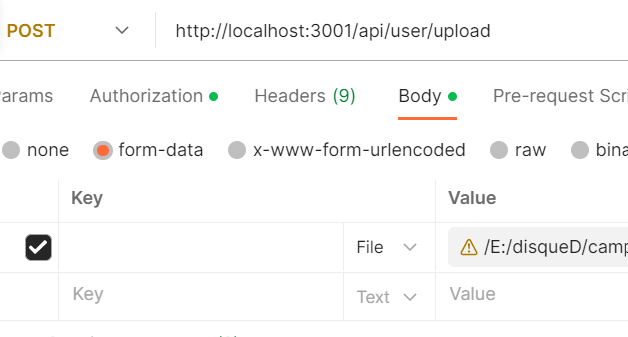 POST http://localhost:3001/api/user/upload
Params Authorization Headers (9) Body Pre-request Scri
none form-data x-www-form-urlencoded raw bina
Key Value
File /E:/disqueD/camp
Key Text Value